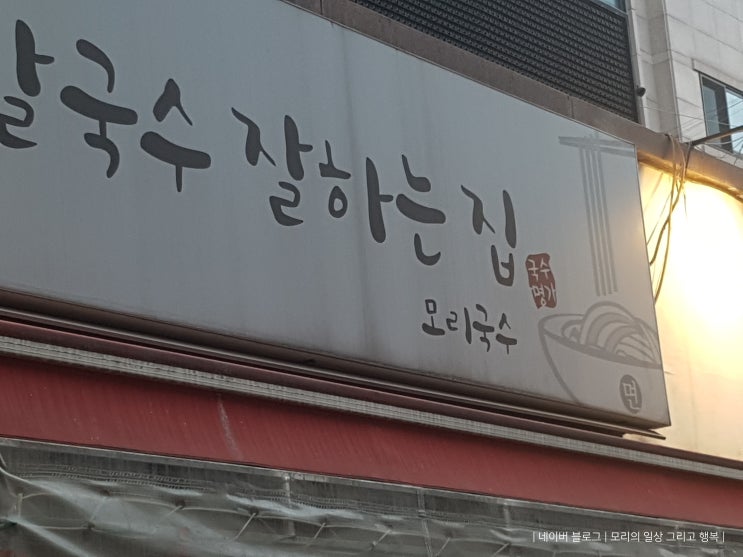 칼국수 잘하는 집
국수
명가
모리국수
면
| 네이버 블로그 | 모리의 일상 그리고 행복 |